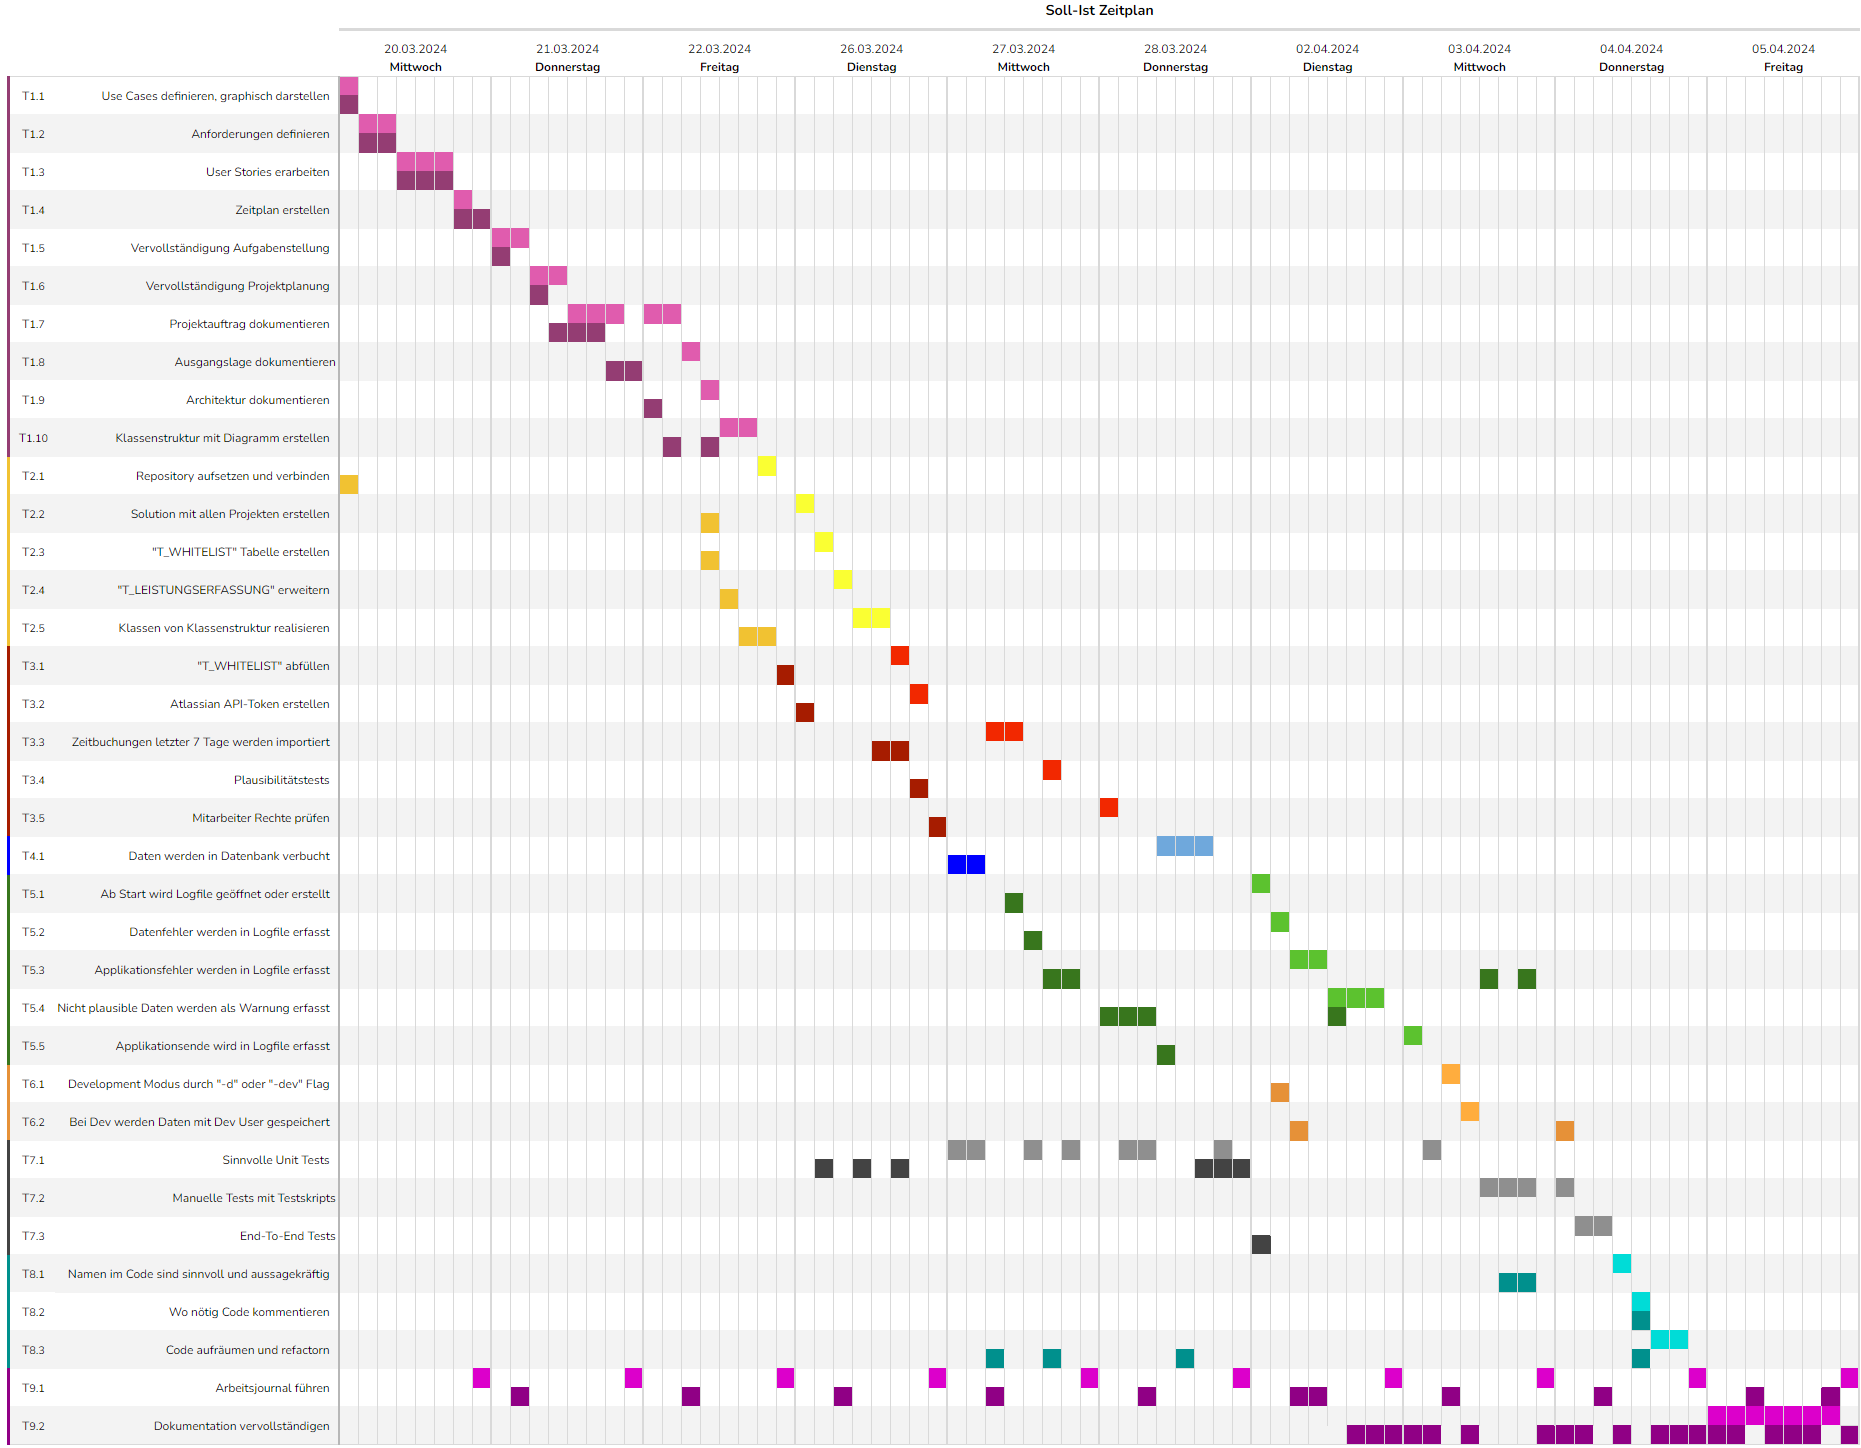 Soll-Ist Zeitplan
20.03.2024 21.03.2024 22.03.2024 26.03.2024 27.03.2024 28.03.2024 02.04.2024 03.04.2024 04.04.2024 05.04.2024
Mittwoch Donnerstag Freitag Dienstag Mittwoch Donnerstag Dienstag Mittwoch Donnerstag Freitag
T1.1 Use Cases definieren, graphisch darstellen
T1.2 Anforderungen definieren
T1.3 User Stories erarbeiten
T1.4 Zeitplan erstellen
T1.5 Vervollständigung Aufgabenstellung
T1.6 Vervollständigung Projektplanung
T1.7 Projektauftrag dokumentieren
T1.8 Ausgangslage dokumentieren
T1.9 Architektur dokumentieren
T1.10 Klassenstruktur mit Diagramm erstellen
T2.1 Repository aufsetzen und verbinden
T2.2 Solution mit allen Projekten erstellen
T2.3 "T_WHITELIST" Tabelle erstellen
T2.4 "T_LEISTUNGSERFASSUNG" erweitern
T2.5 Klassen von Klassenstruktur realisieren
T3.1 "T_WHITELIST" abfüllen
T3.2 Atlassian API-Token erstellen
T3.3 Zeitbuchungen letzter 7 Tage werden importiert
T3.4 Plausibilitätstests
T3.5 Mitarbeiter Rechte prüfen
T4.1 Daten werden in Datenbank verbucht
T5.1 Ab Start wird Logfile geöffnet oder erstellt
T5.2 Datenfehler werden in Logfile erfasst
T5.3 Applikationsfehler werden in Logfile erfasst
T5.4 Nicht plausible Daten werden als Warnung erfasst
T5.5 Applikationsende wird in Logfile erfasst
T6.1 Development Modus durch "-d" oder "-dev" Flag
T6.2 Bei Dev werden Daten mit Dev User gespeichert
T7.1 Sinnvolle Unit Tests
T7.2 Manuelle Tests mit Testskripts
T7.3 End-To-End Tests
T8.1 Namen im Code sind sinnvoll und aussagekräftig
T8.2 Wo nötig Code kommentieren
T8.3 Code aufräumen und refactorn
T9.1 Arbeitsjournal führen
T9.2 Dokumentation vervollständigen